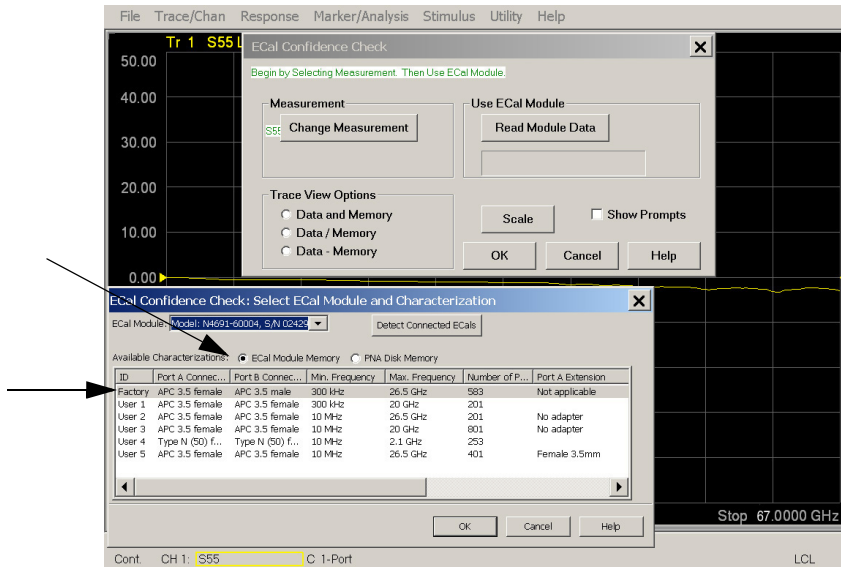 File Trace/Chan Response Marker/Analysis Stimulus Utility Help
Tr 1 S55 L
50.00
40.00
30.00
20.00
10.00
0.00
ECal Confidence Check
Begin by Selecting Measurement. Then Use ECal Module.
Measurement
S55
Change Measurement
Use ECal Module
Read Module Data
Trace View Options
Data and Memory
Data / Memory
Data - Memory
Scale
Show Prompts
OK Cancel Help
ECal Confidence Check: Select ECal Module and Characterization
ECal Module: Model: N4691-60004, S/N 02429
Detect Connected ECals
Available Characterizations: ECal Module Memory PNA Disk Memory
ID Port A Connec... Port B Connec... Min. Frequency Max. Frequency Number of P... Port A Extension
Factory APC 3.5 female APC 3.5 male 300 kHz 26.5 GHz 583 Not applicable
User 1 APC 3.5 female APC 3.5 female 300 kHz 20 GHz 201
User 2 APC 3.5 female APC 3.5 female 10 MHz 26.5 GHz 201 No adapter
User 3 APC 3.5 female APC 3.5 female 10 MHz 20 GHz 801 No adapter
User 4 Type N (50) f... Type N (50) f... 10 MHz 2.1 GHz 253
User 5 APC 3.5 female APC 3.5 female 10 MHz 26.5 GHz 401 Female 3.5mm
OK Cancel Help
Stop 67.0000 GHz
Cont. CH 1: S55 C 1-Port LCL